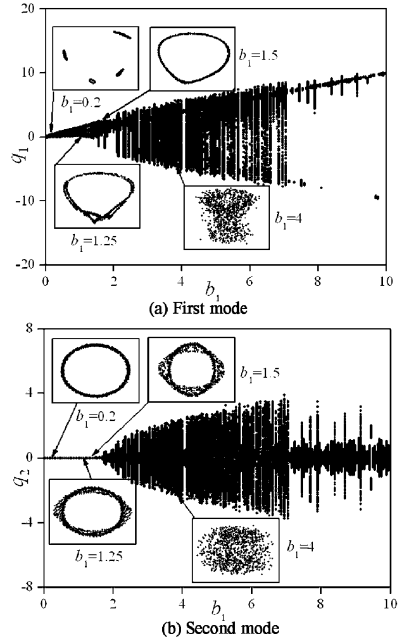 20
10
0
-10
-20
q1
b1=0.2
b1=1.5
b1=1.25
b1=4
0 2 4 6 8 10
b1
(a) First mode
8
4
0
-4
-8
q2
b1=0.2
b1=1.5
b1=1.25
b1=4
0 2 4 6 8 10
b1
(b) Second mode